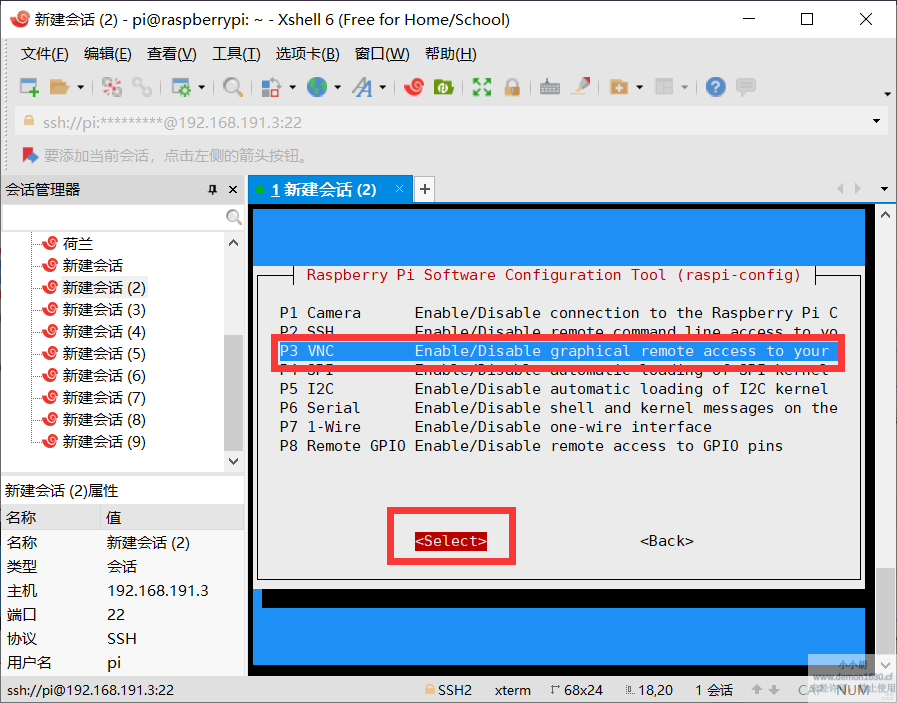 新建会话 (2) - pi@raspberrypi: ~ - Xshell 6 (Free for Home/School)
文件(F) 编辑(E) 查看(V) 工具(T) 选项卡(B) 窗口(W) 帮助(H)
ssh://pi:*********@192.168.191.3:22
要添加当前会话，点击左侧的箭头按钮。
会话管理器
荷兰
新建会话
新建会话 (2)
新建会话 (3)
新建会话 (4)
新建会话 (5)
新建会话 (6)
新建会话 (7)
新建会话 (8)
新建会话 (9)
新建会话 (2)属性
名称 值
名称 新建会话 (2)
类型 会话
主机 192.168.191.3
端口 22
协议 SSH
用户名 pi
1 新建会话 (2)
Raspberry Pi Software Configuration Tool (raspi-config)
P1 Camera Enable/Disable connection to the Raspberry Pi C
P2 SSH Enable/Disable remote command line access to yo
P3 VNC Enable/Disable graphical remote access to your
P4 SPI Enable/Disable automatic loading of SPI kernel
P5 I2C Enable/Disable automatic loading of I2C kernel
P6 Serial Enable/Disable shell and kernel messages on the
P7 1-Wire Enable/Disable one-wire interface
P8 Remote GPIO Enable/Disable remote access to GPIO pins
<Select> <Back>
ssh://pi@192.168.191.3:22 SSH2 xterm 68x24 18,20 1 会话 CAP NUM
小小胡
www.demon1630.cf